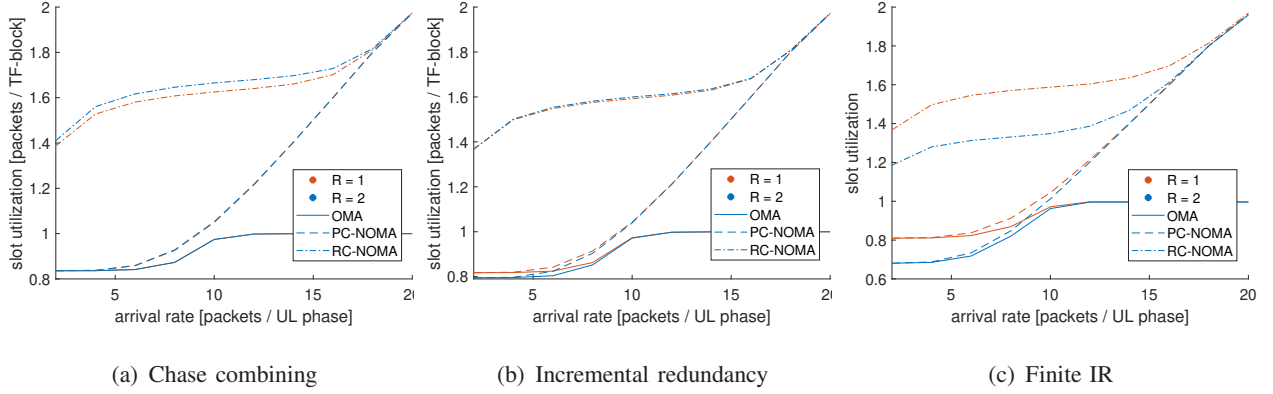 slot utilization [packets / TF-block]
2
1.8
1.6
1.4
1.2
1
0.8
R = 1
R = 2
OMA
PC-NOMA
RC-NOMA
5
10
15
20
arrival rate [packets / UL phase]
(a) Chase combining
slot utilization [packets / TF-block]
2
1.8
1.6
1.4
1.2
1
0.8
R = 1
R = 2
OMA
PC-NOMA
RC-NOMA
5
10
15
20
arrival rate [packets / UL phase]
(b) Incremental redundancy
slot utilization
2
1.8
1.6
1.4
1.2
1
0.8
0.6
R = 1
R = 2
OMA
PC-NOMA
RC-NOMA
5
10
15
20
arrival rate [packets / UL phase]
(c) Finite IR